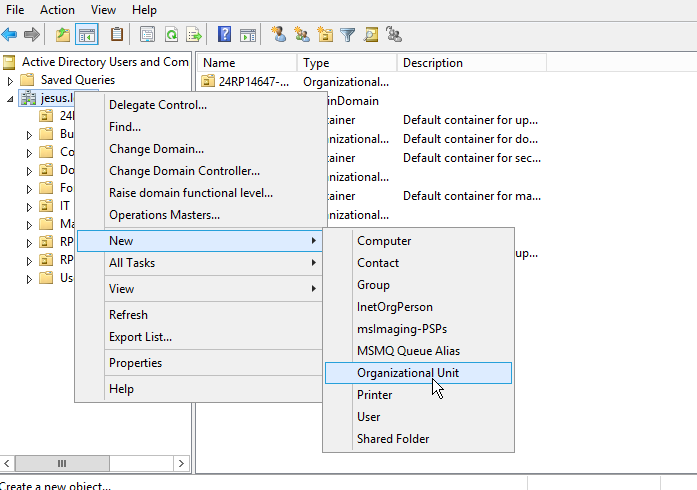 File Action View Help
Active Directory Users and Com
Name Type Description
Saved Queries
24RP14647-... Organizational...
jesus.l
Delegate Control...
inDomain
24
Find...
tainer Default container for up...
Bu
Change Domain...
tainer Default container for do...
Co
Change Domain Controller...
tainer Default container for sec...
Do
Raise domain functional level...
anizational...
Fo
Operations Masters...
tainer Default container for ma...
IT
anizational...
Ma
New
Computer
RP
up...
All Tasks
Contact
RP
View
Group
Us
Refresh
InetOrgPerson
Export List...
msImaging-PSPs
Properties
MSMQ Queue Alias
Help
Organizational Unit
Printer
User
Shared Folder
Create a new object...